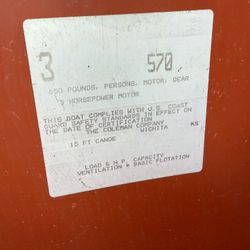 3 570
650 POUNDS, PERSONS, MOTOR, GEAR
3 HORSEPOWER MOTOR
THIS BOAT COMPLIES WITH U.S. COAST
GUARD SAFETY STANDARDS IN EFFECT ON
THE DATE OF CERTIFICATION
THE COLEMAN COMPANY
WICHITA KS
15 FT CANOE
LOAD & H.P. CAPACITY
VENTILATION & BASIC FLOTATION